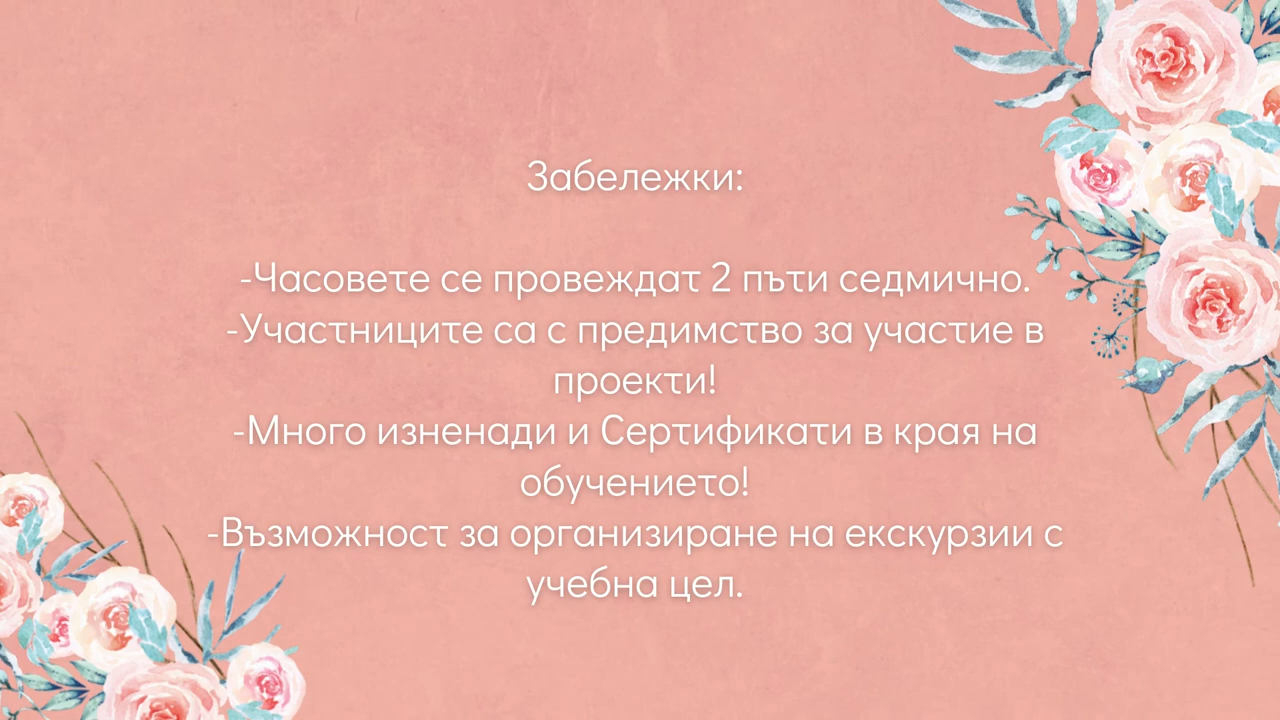 Забележки:
-Часовете се провеждат 2 пъти седмично.
-Участниците са с предимство за участие в
проекти!
-Много изненади и Сертификати в края на
обучението!
-Възможност за организиране на екскурзии с
учебна цел.